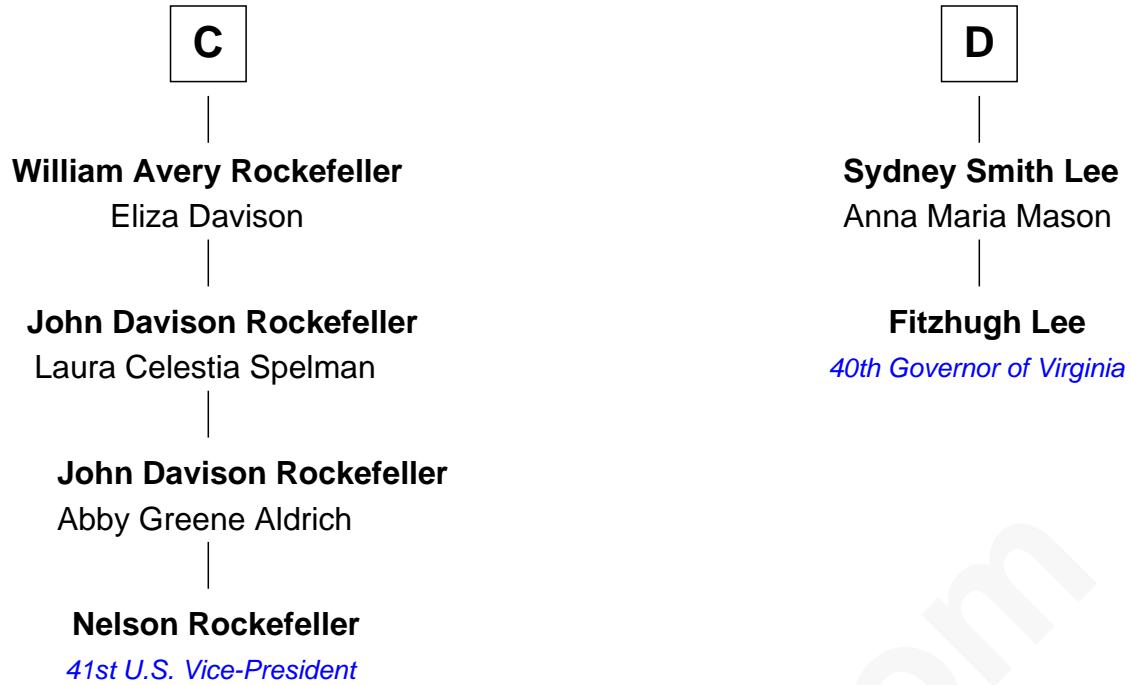 C
William Avery Rockefeller
Eliza Davison
John Davison Rockefeller
Laura Celestia Spelman
John Davison Rockefeller
Abby Greene Aldrich
Nelson Rockefeller
41st U.S. Vice-President
D
Sydney Smith Lee
Anna Maria Mason
Fitzhugh Lee
40th Governor of Virginia
om